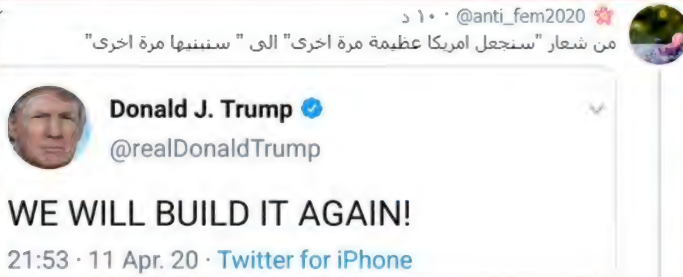 @anti_fem2020 · ١٠ د
من شعار "سنجعل امريكا عظيمة مرة اخرى" الى " سنبنيها مرة اخرى"
Donald J. Trump
@realDonaldTrump
WE WILL BUILD IT AGAIN!
21:53 · 11 Apr. 20 · Twitter for iPhone